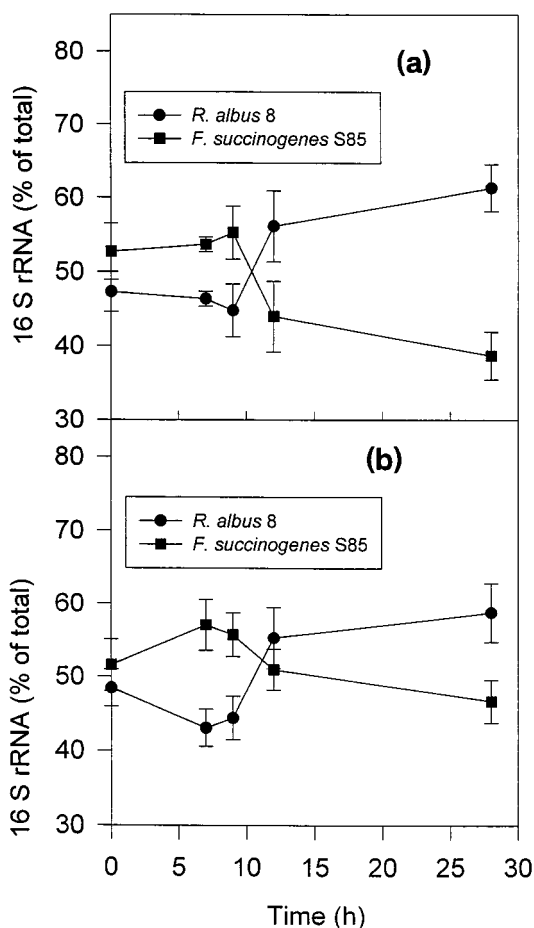 (a)
16 S rRNA (% of total)
80
70
60
50
40
30
R. albus 8
F. succinogenes S85
(b)
16 S rRNA (% of total)
80
70
60
50
40
30
R. albus 8
F. succinogenes S85
0 5 10 15 20 25 30
Time (h)